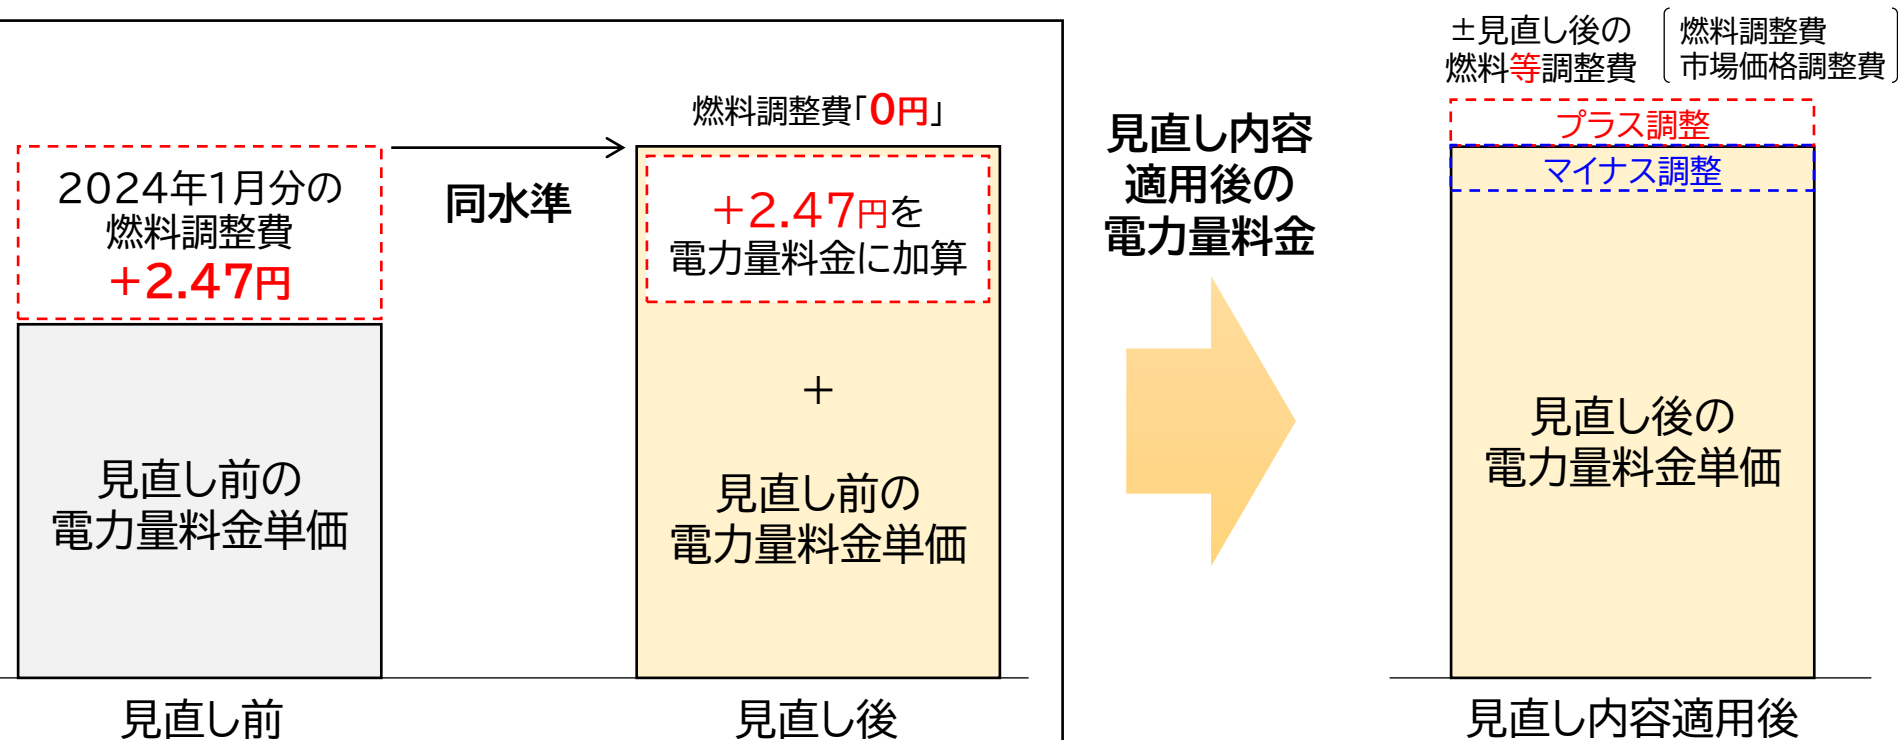 2024年1月分の
燃料調整費
+2.47円
見直し前の
電力量料金単価
見直し前
同水準
燃料調整費「0円」
+2.47円を
電力量料金に加算
+
見直し前の
電力量料金単価
見直し後
見直し内容
適用後の
電力量料金
±見直し後の
燃料等調整費
燃料調整費
市場価格調整費
プラス調整
マイナス調整
見直し後の
電力量料金単価
見直し内容適用後